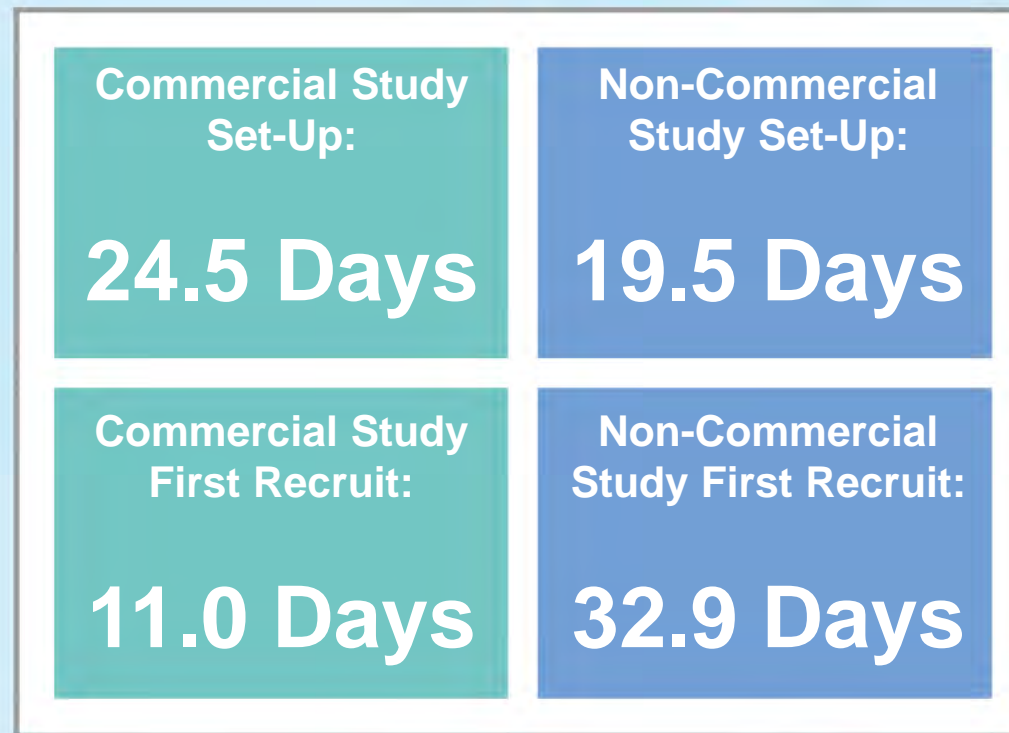 Commercial Study
Set-Up:
24.5 Days
Non-Commercial
Study Set-Up:
19.5 Days
Commercial Study
First Recruit:
11.0 Days
Non-Commercial
Study First Recruit:
32.9 Days